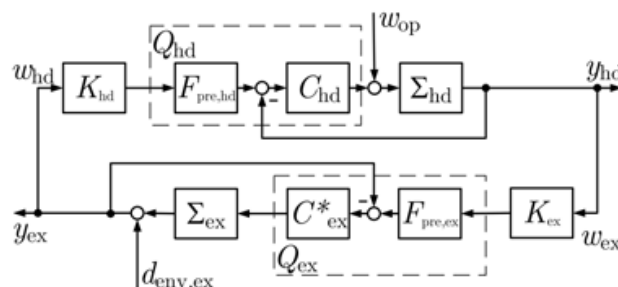 Q_hd
w_op
w_hd
K_hd
F_pre,hd
-
C_hd
Σ_hd
y_hd
y_ex
Σ_ex
C*_ex
-
F_pre,ex
K_ex
w_ex
Q_ex
d_env,ex